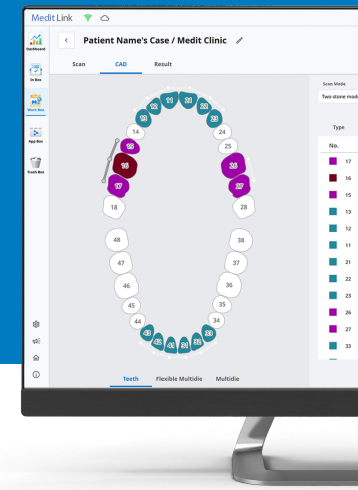 Medit Link
Patient Name's Case / Medit Clinic
Dashboard
In Box
Work Box
App Box
Trash Box
Scan CAD Result
Scan Mode
Two stone mode
Type
No.
17
16
15
13
12
11
21
22
23
26
27
33
11 21
12 22
13 23
14 24
15 25
16 26
17 27
18 28
48 38
47 37
46 36
45 35
44 34
43 33
42 32
41 31
Teeth Flexible Multidie Multidie